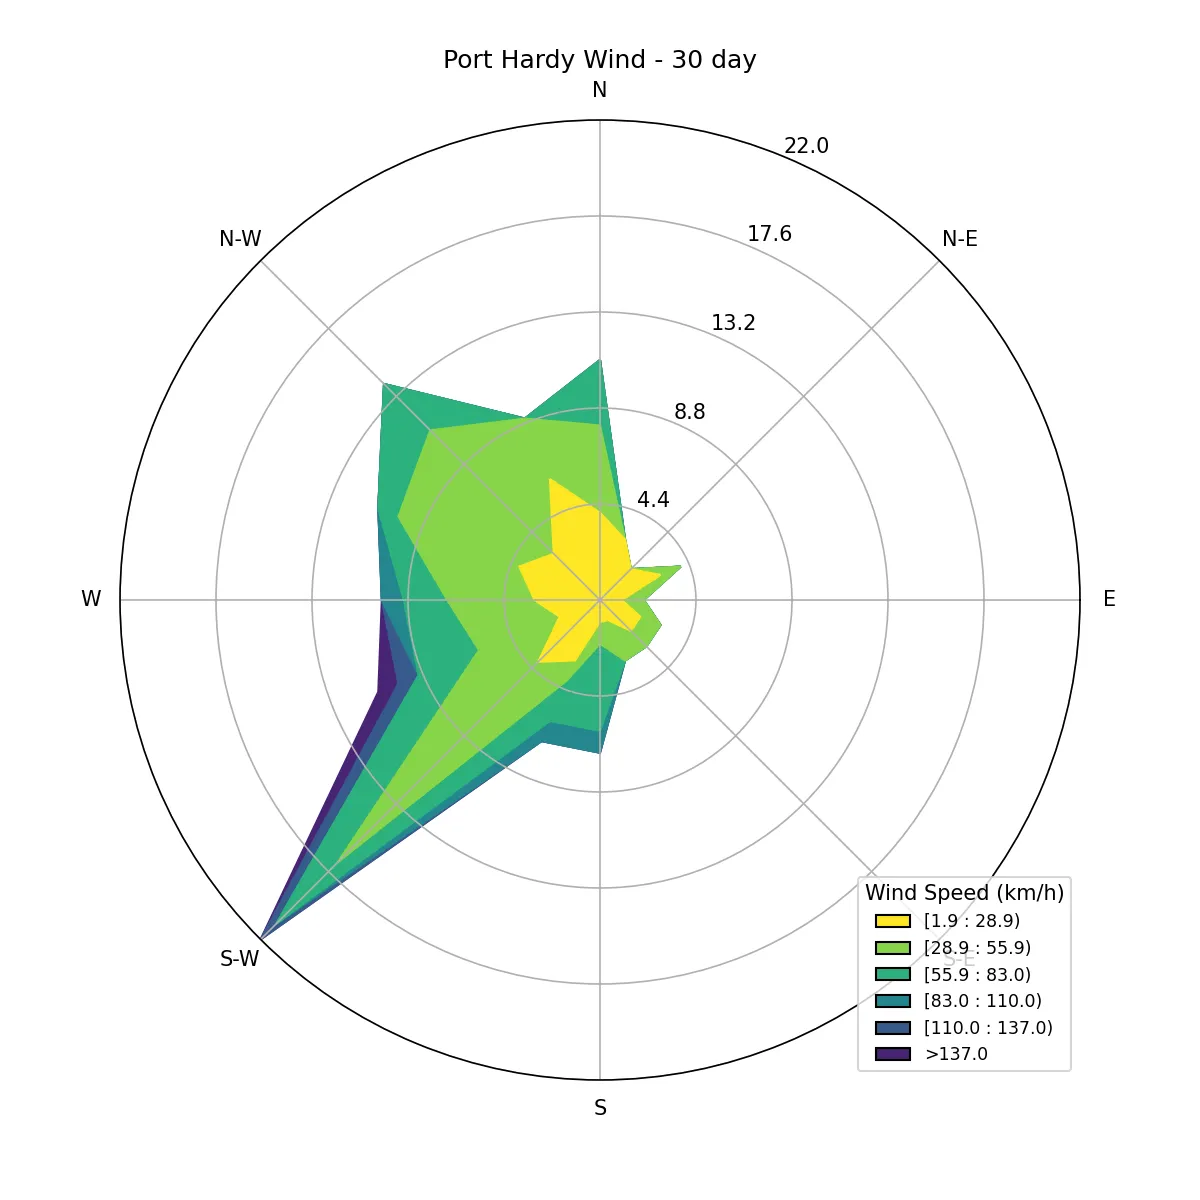 Port Hardy Wind - 30 day
N
22.0
N-W
17.6
N-E
13.2
8.8
4.4
W
E
S-W
S-E
S
Wind Speed (km/h)
[1.9 : 28.9)
[28.9 : 55.9)
[55.9 : 83.0)
[83.0 : 110.0)
[110.0 : 137.0)
>137.0